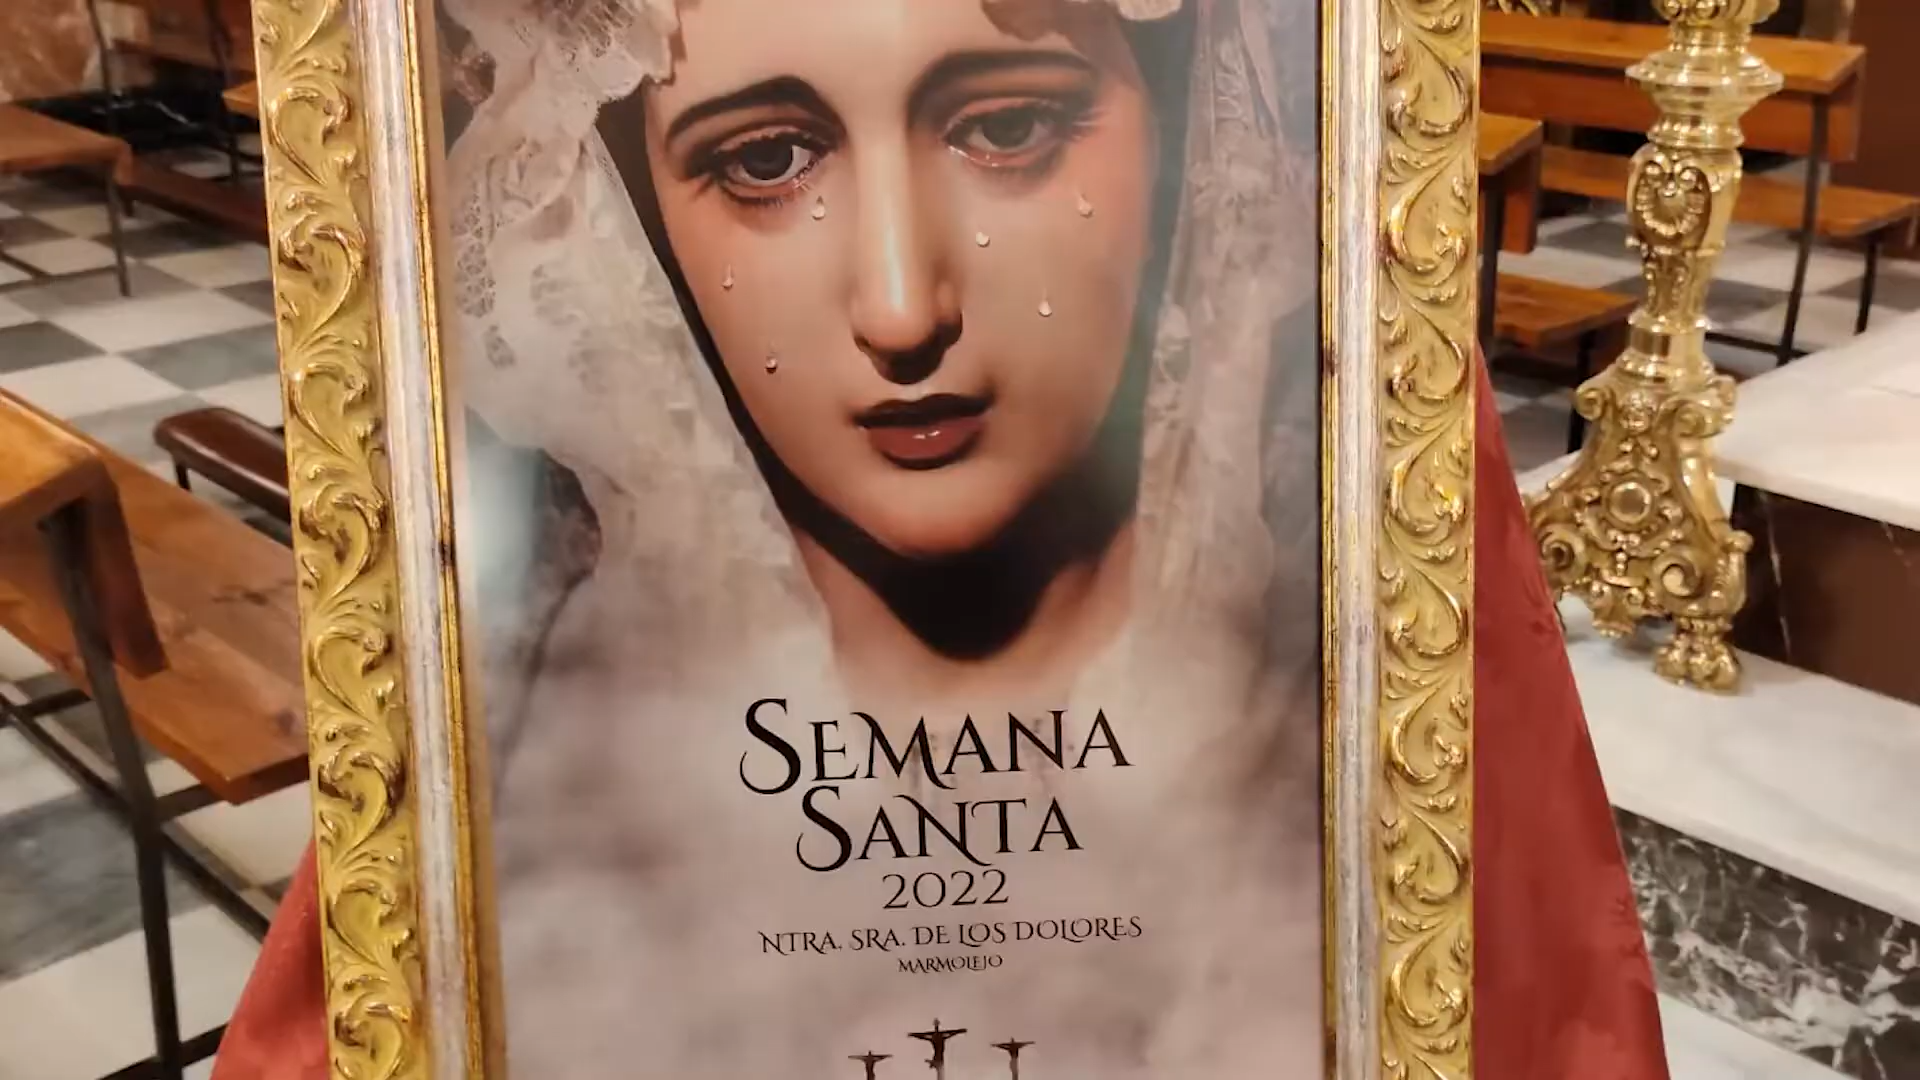 SEMANA
SANTA
2022
NTRA. SRA. DE LOS DOLORES
MARMOLEJO